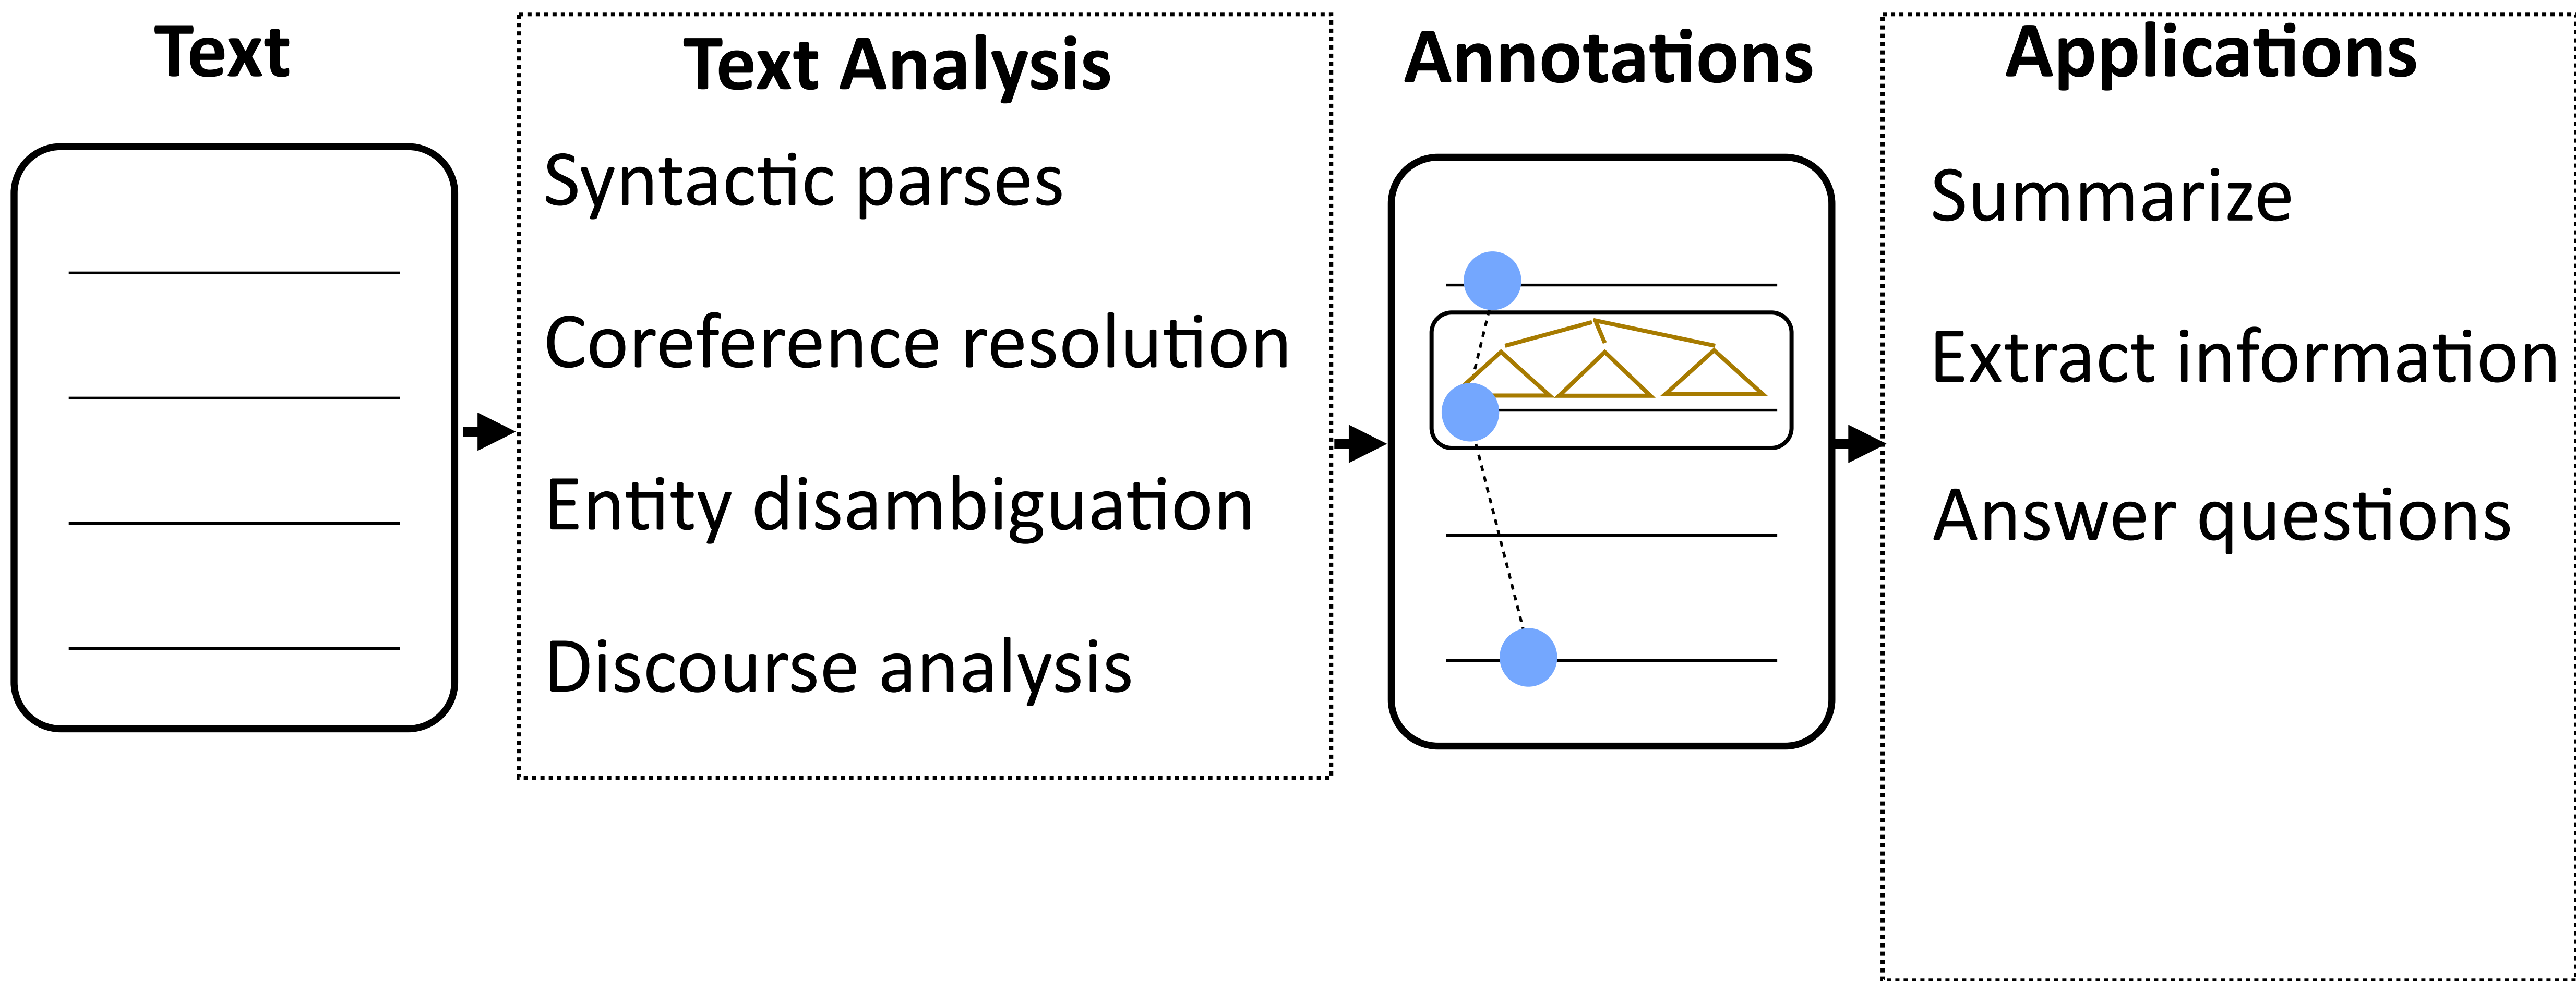 Text
Text Analysis
Syntactic parses
Coreference resolution
Entity disambiguation
Discourse analysis
Annotations
Applications
Summarize
Extract information
Answer questions